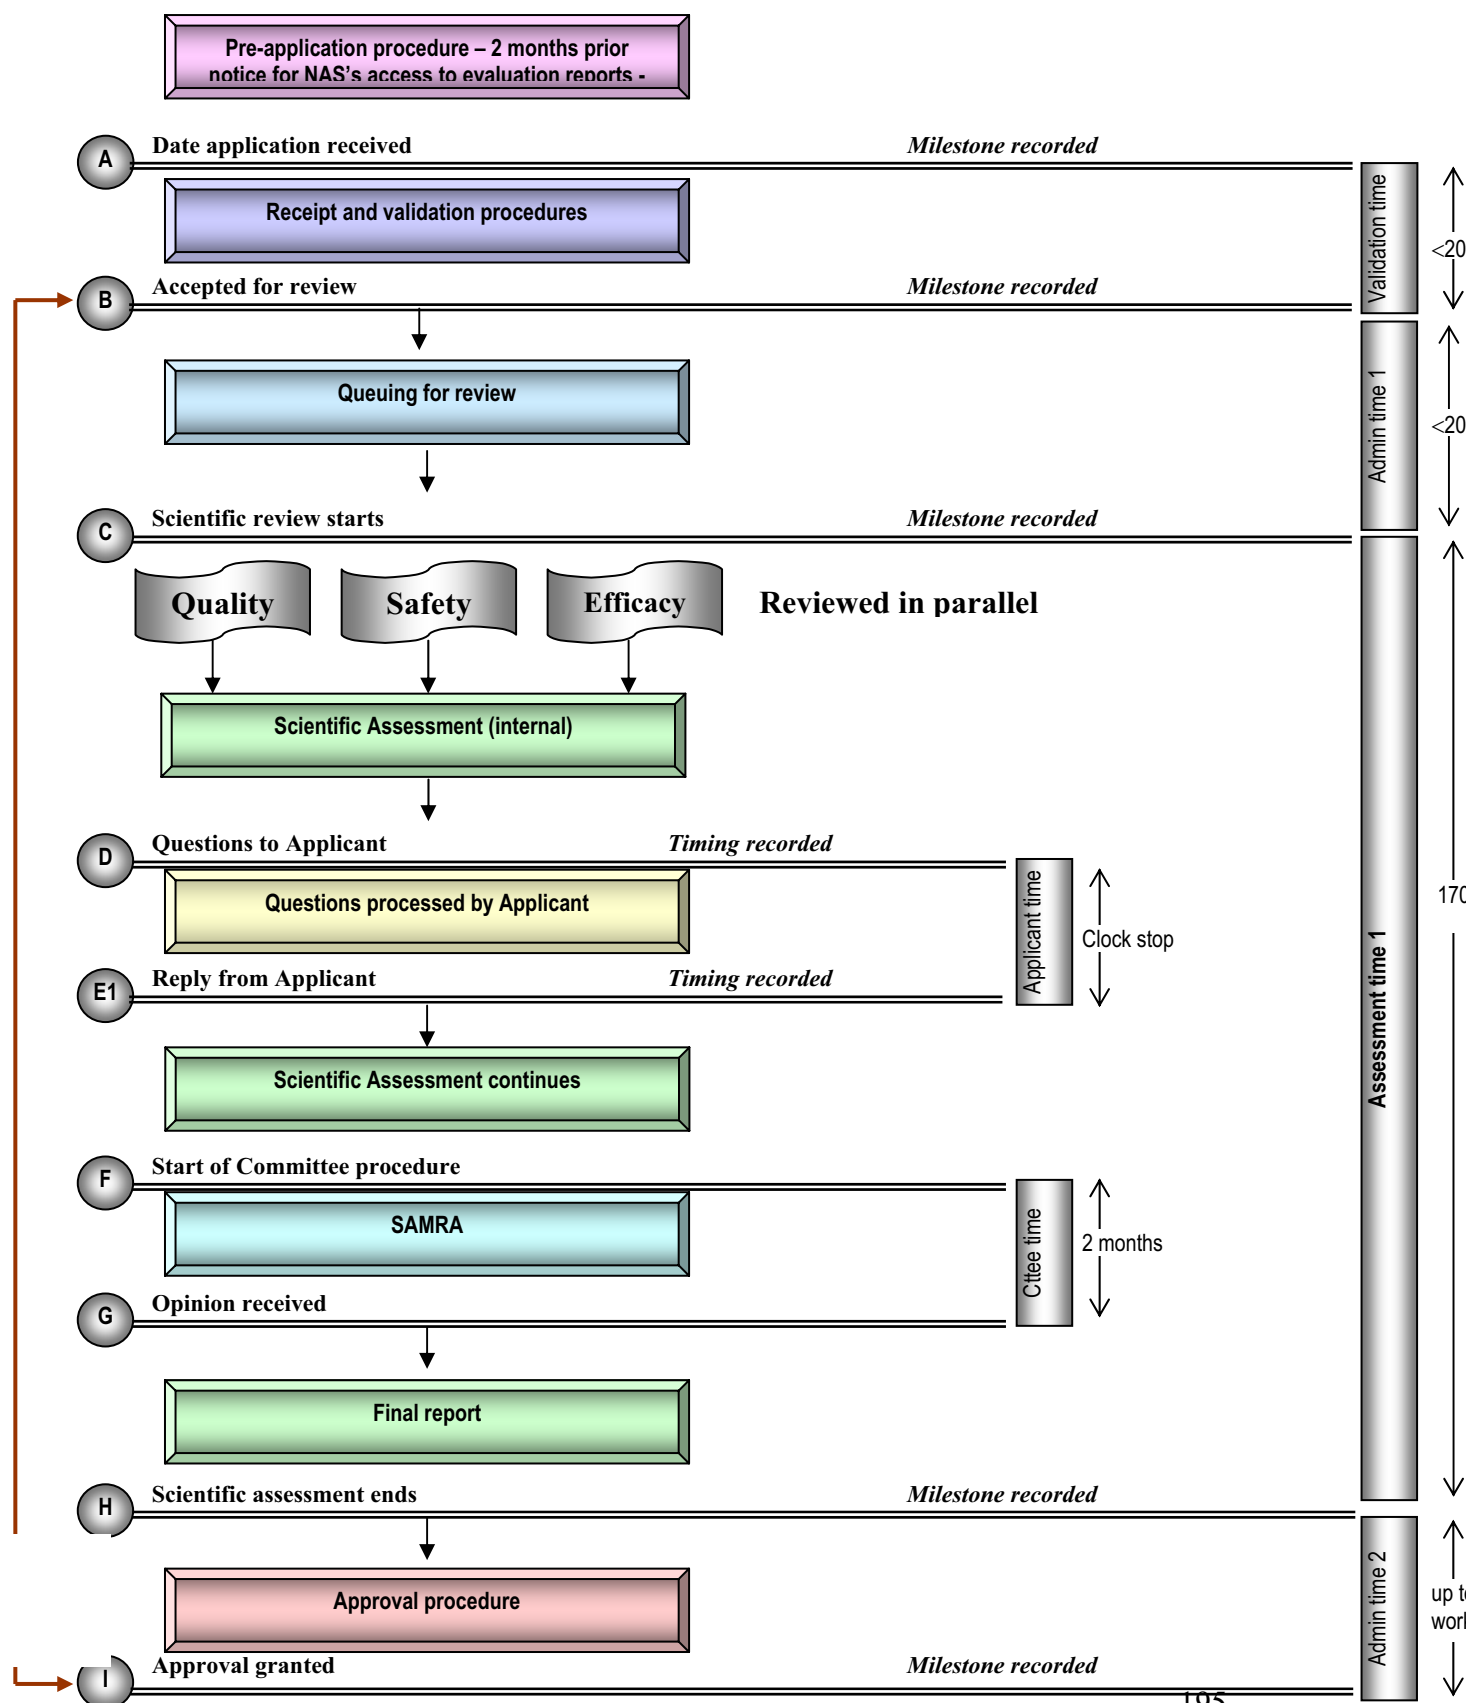 Pre-application procedure – 2 months prior
notice for NAS's access to evaluation reports -
A
Date application received
Milestone recorded
Receipt and validation procedures
Validation time
<20
B
Accepted for review
Milestone recorded
Queuing for review
Admin time 1
<20
C
Scientific review starts
Milestone recorded
Quality
Safety
Efficacy
Reviewed in parallel
Scientific Assessment (internal)
D
Questions to Applicant
Timing recorded
Questions processed by Applicant
Applicant time
Clock stop
170
Assessment time 1
E1
Reply from Applicant
Timing recorded
Scientific Assessment continues
F
Start of Committee procedure
SAMRA
Cttee time
2 months
G
Opinion received
Final report
H
Scientific assessment ends
Milestone recorded
Approval procedure
Admin time 2
up
I
Approval granted
Milestone recorded
195